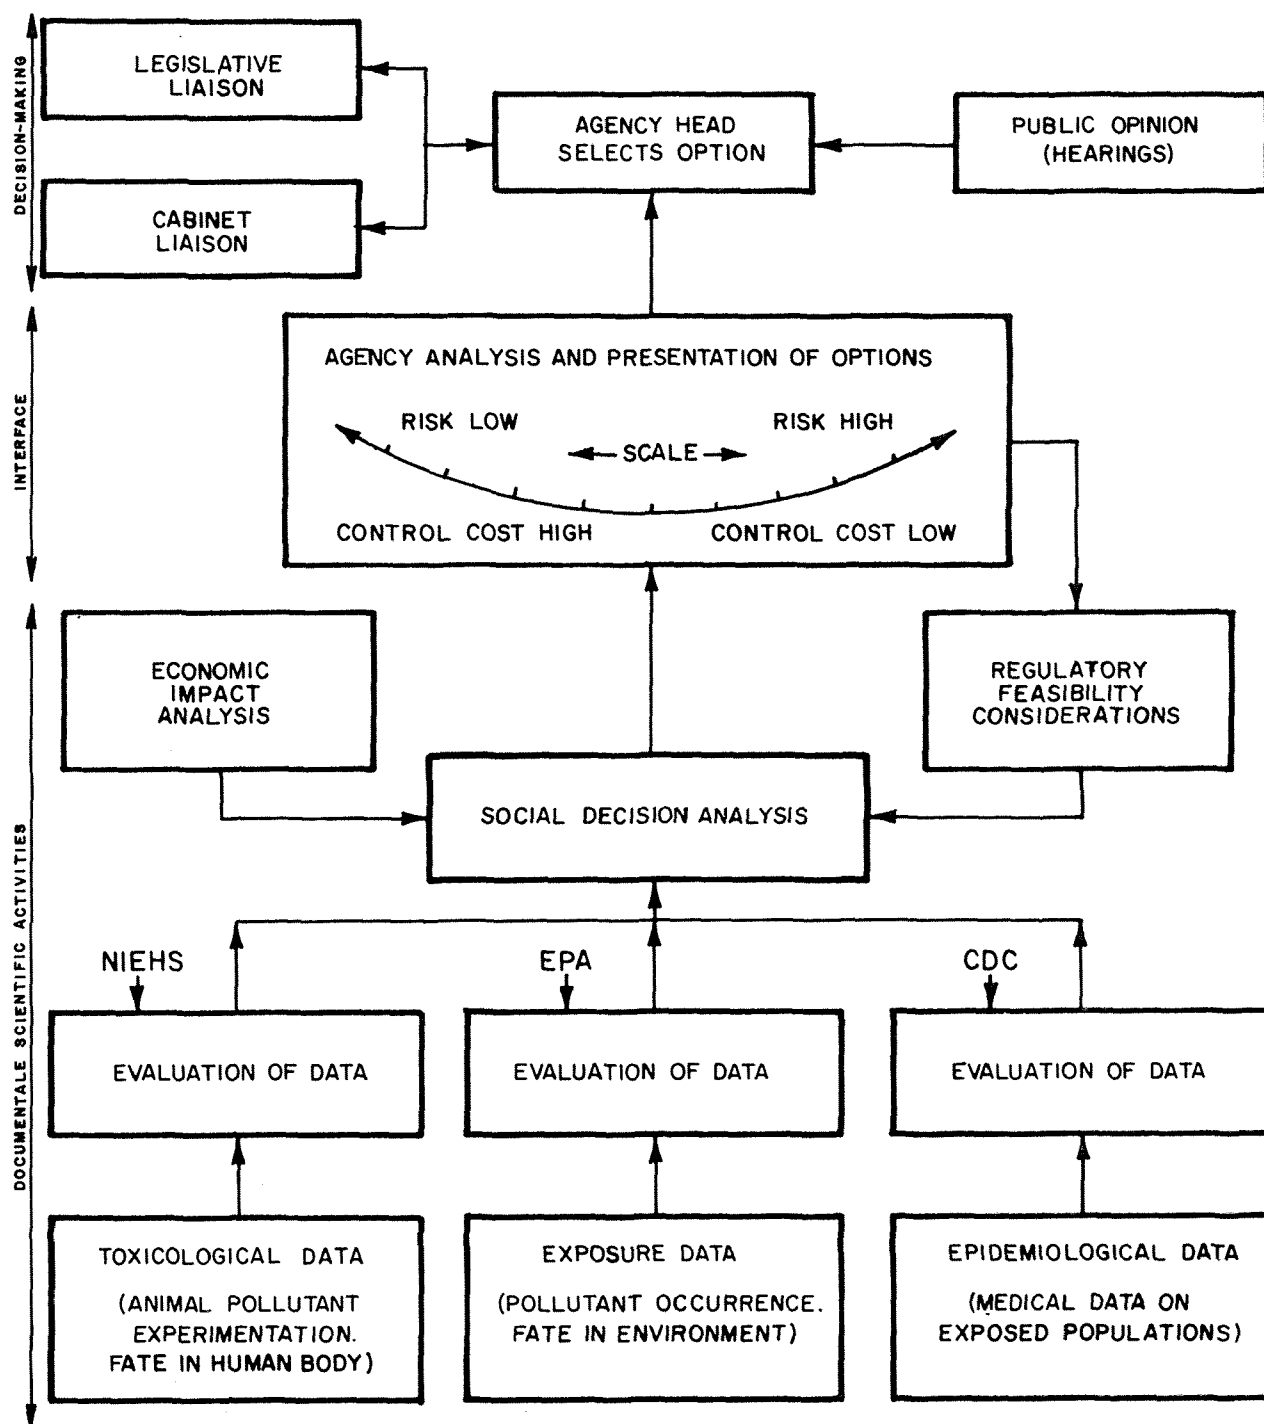 DECISION-MAKING
LEGISLATIVE
LIAISON
CABINET
LIAISON
AGENCY HEAD
SELECTS OPTION
PUBLIC OPINION
(HEARINGS)
INTERFACE
AGENCY ANALYSIS AND PRESENTATION OF OPTIONS
RISK LOW
SCALE
RISK HIGH
CONTROL COST HIGH
CONTROL COST LOW
DOCUMENTALE SCIENTIFIC ACTIVITIES
ECONOMIC
IMPACT
ANALYSIS
REGULATORY
FEASIBILITY
CONSIDERATIONS
SOCIAL DECISION ANALYSIS
NIEHS
EPA
CDC
EVALUATION OF DATA
EVALUATION OF DATA
EVALUATION OF DATA
TOXICOLOGICAL DATA
(ANIMAL POLLUTANT
EXPERIMENTATION.
FATE IN HUMAN BODY)
EXPOSURE DATA
(POLLUTANT OCCURRENCE.
FATE IN ENVIRONMENT)
EPIDEMIOLOGICAL DATA
(MEDICAL DATA ON
EXPOSED POPULATIONS)